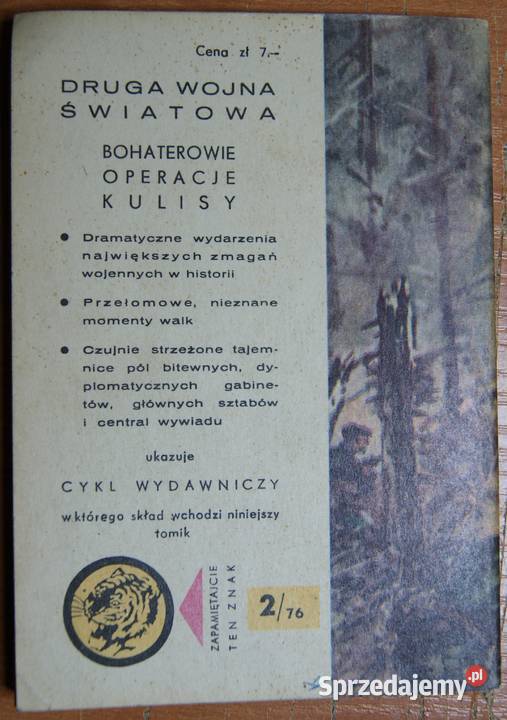 Cena zł 7,–
DRUGA WOJNA
ŚWIATOWA
BOHATEROWIE
OPERACJE
KULISY
● Dramatyczne wydarzenia
największych zmagań
wojennych w historii
● Przełomowe, nieznane
momenty walk
● Czujnie strzeżone tajem-
nice pól bitewnych, dy-
plomatycznych gabine-
tów, głównych sztabów
i central wywiadu
ukazuje
CYKL WYDAWNICZY
w którego skład wchodzi niniejszy
tomik
ZAPAMIĘTAJCIE
TEN ZNAK
2/76
Sprzedajemy.pl